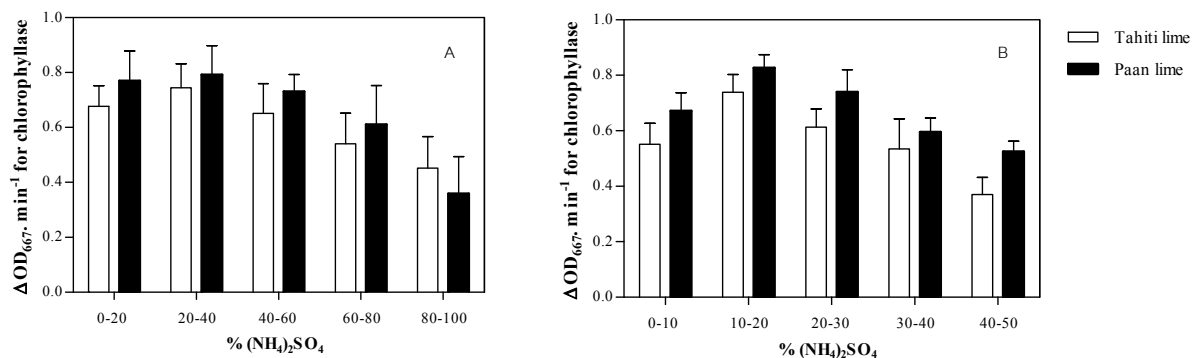 ΔOD₆₆₇. min⁻¹ for chlorophyllase
1.0
0.8
0.6
0.4
0.2
0.0
A
0-20 20-40 40-60 60-80 80-100
% (NH₄)₂SO₄
ΔOD₆₆₇. min⁻¹ for chlorophyllase
1.0
0.8
0.6
0.4
0.2
0.0
B
0-10 10-20 20-30 30-40 40-50
% (NH₄)₂SO₄
Tahiti lime
Paan lime